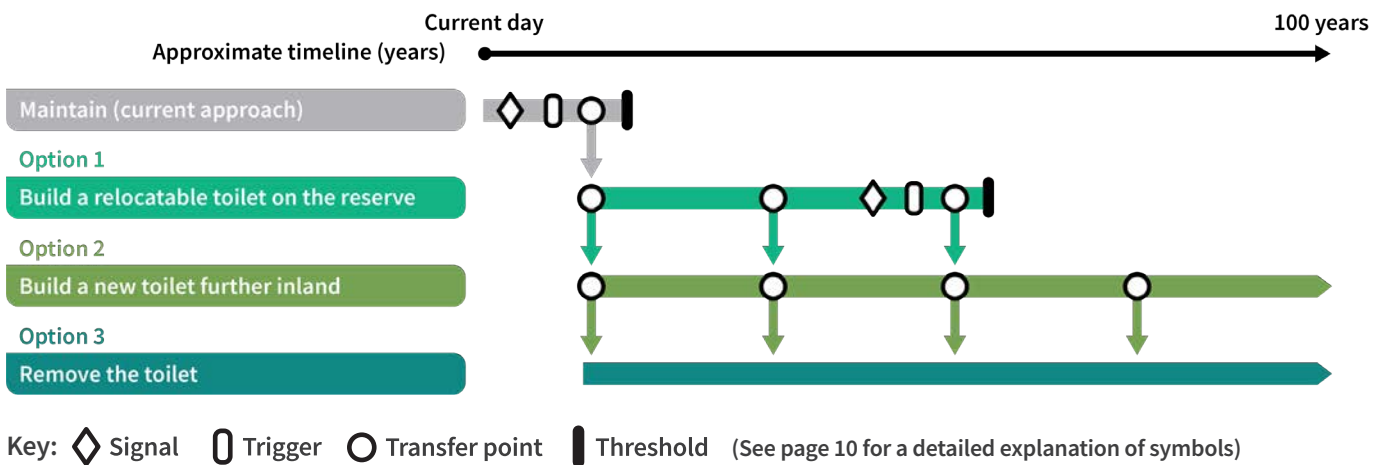 Current day
100 years
Approximate timeline (years)
Maintain (current approach)
Option 1
Build a relocatable toilet on the reserve
Option 2
Build a new toilet further inland
Option 3
Remove the toilet
Key: Signal Trigger Transfer point Threshold (See page 10 for a detailed explanation of symbols)